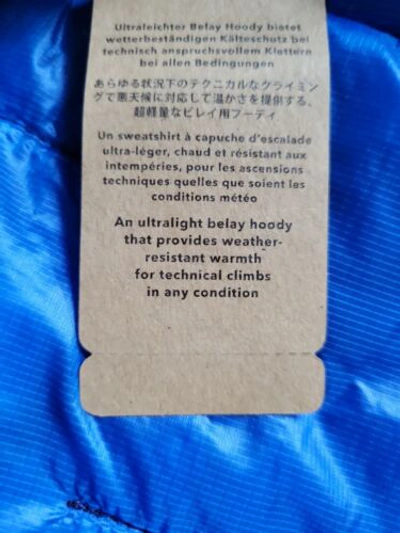 Ultraleichter Belay Hoody bietet
wetterbeständigen Kälteschutz bei
technisch anspruchsvollem Klettern
bei allen Bedingungen
あらゆる状況下のテクニカルなクライミン
グで悪天候に対応して温かさを提供する、
超軽量なビレイ用フーディ
Un sweatshirt à capuche d'escalade
ultra-léger, chaud et résistant aux
intempéries, pour les ascensions
techniques quelles que soient les
conditions météo
An ultralight belay hoody
that provides weather-
resistant warmth
for technical climbs
in any condition